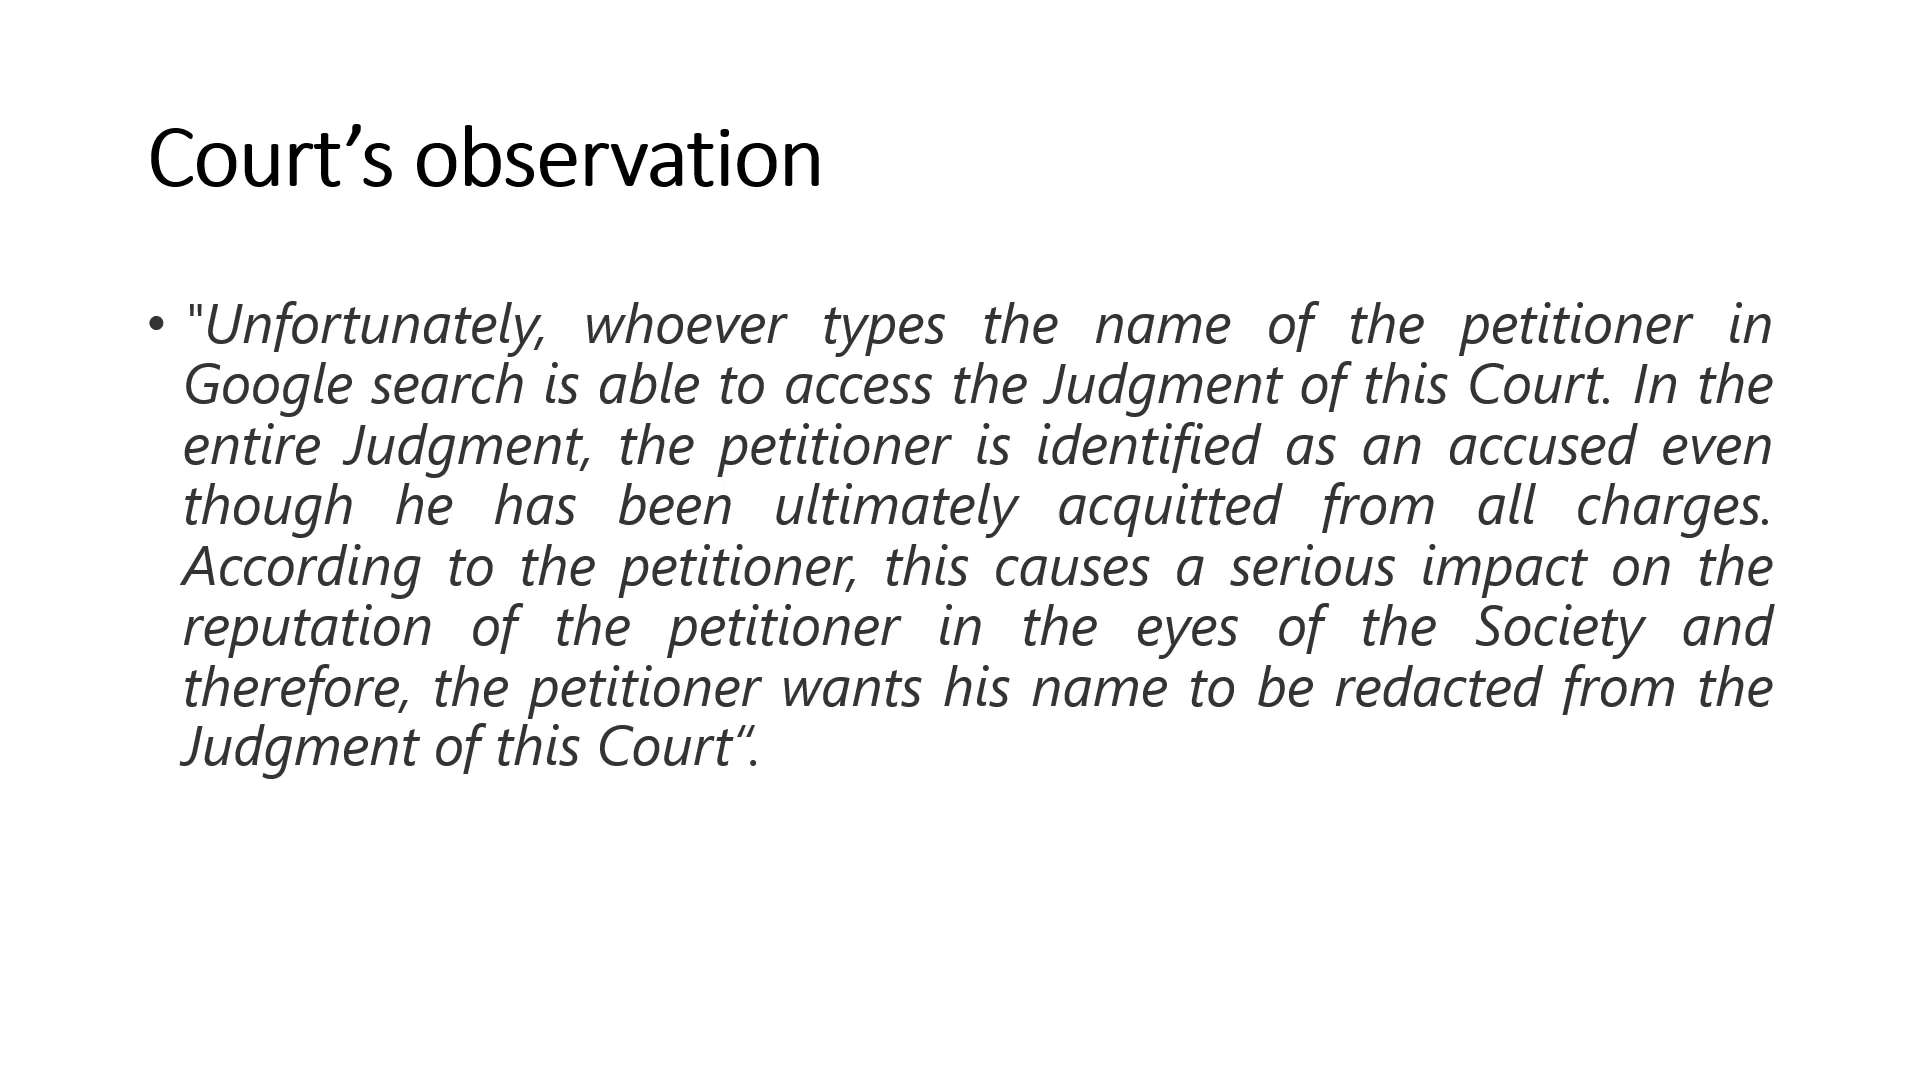 Court’s observation
• "Unfortunately, whoever types the name of the petitioner in
Google search is able to access the Judgment of this Court. In the
entire Judgment, the petitioner is identified as an accused even
though he has been ultimately acquitted from all charges.
According to the petitioner, this causes a serious impact on the
reputation of the petitioner in the eyes of the Society and
therefore, the petitioner wants his name to be redacted from the
Judgment of this Court“.